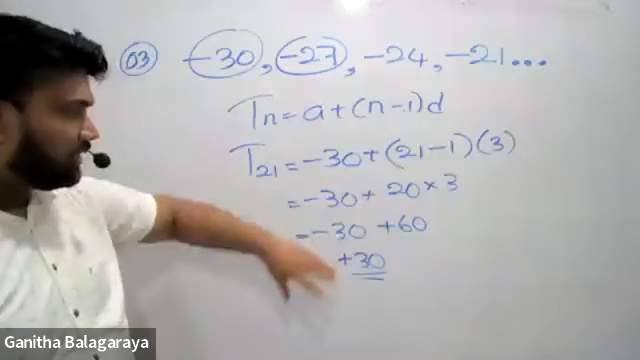 03 -30, -27, -24, -21...
Tn = a+(n-1)d
T21 = -30+(21-1)(3)
= -30+ 20×3
= -30 +60
+30
Ganitha Balagaraya